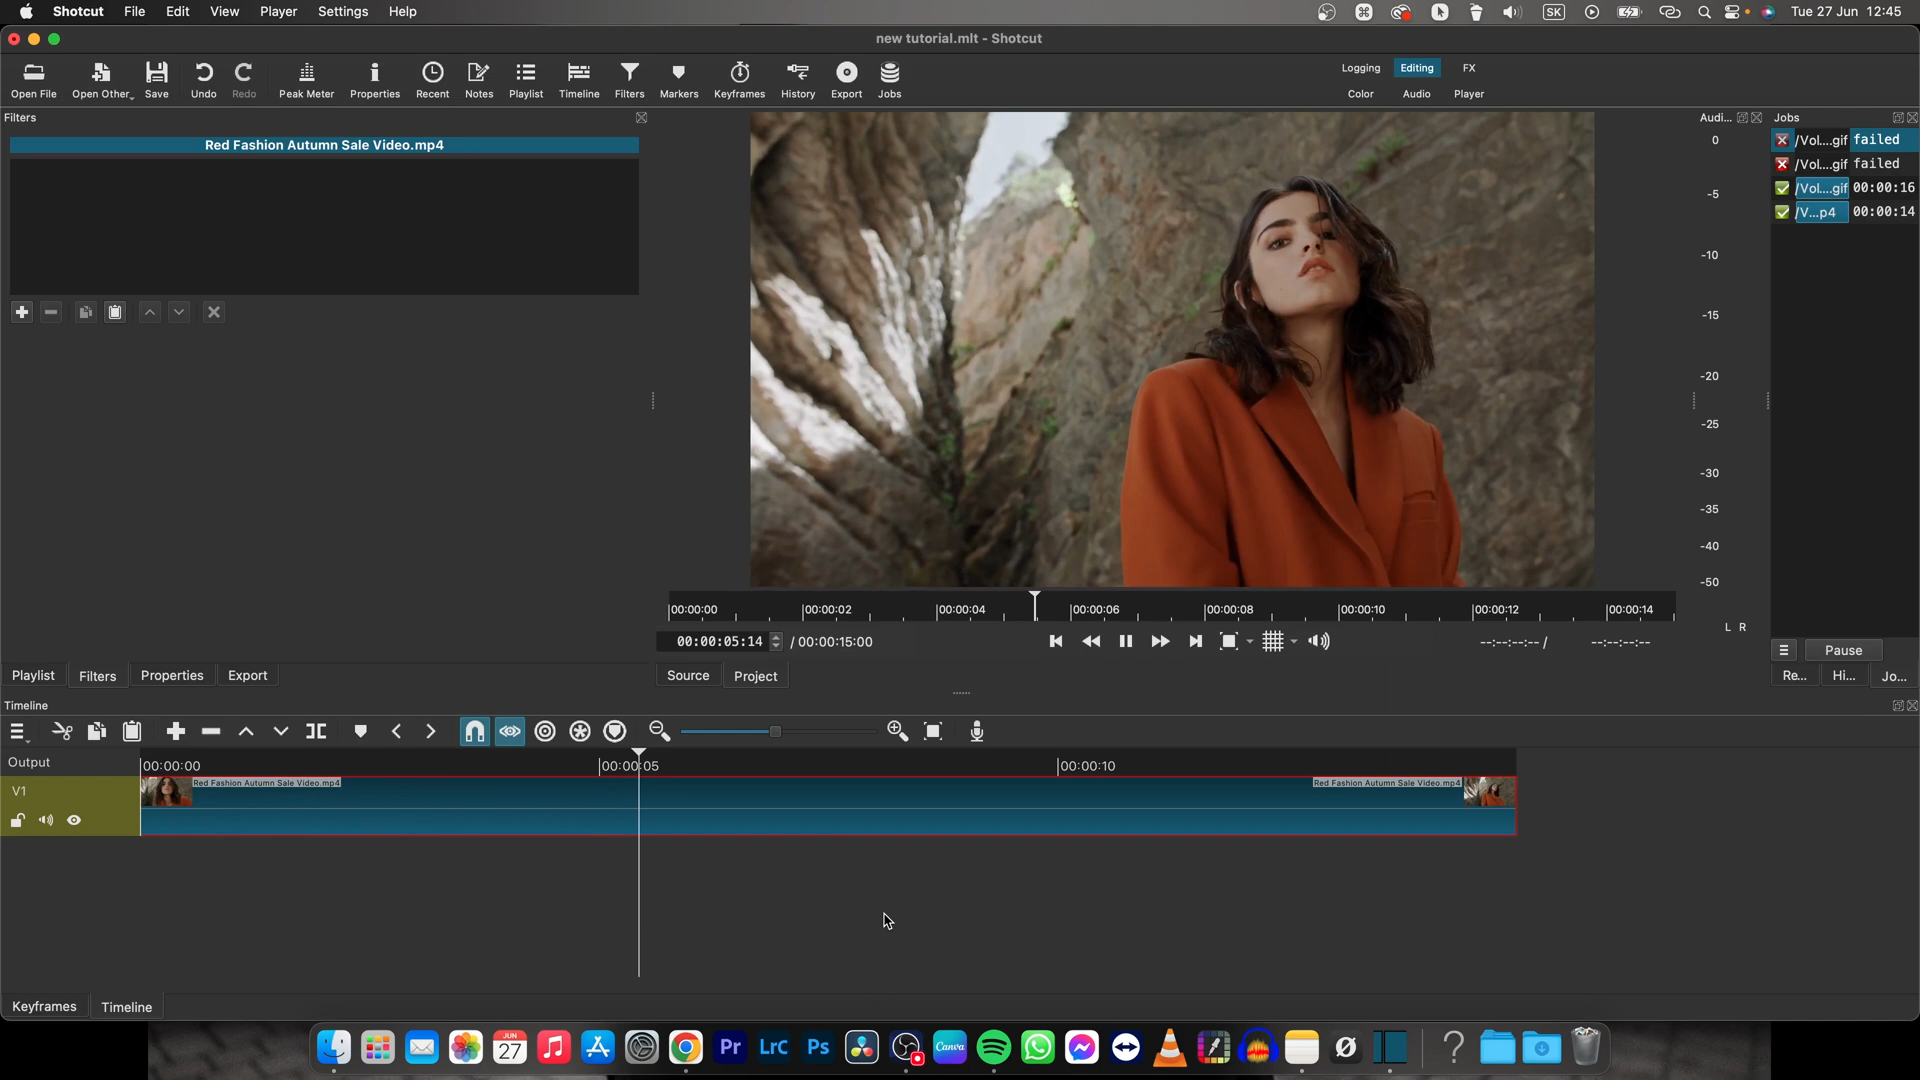 Shotcut File Edit View Player Settings Help SK Tue 27 Jun 12:45
new tutorial.mlt - Shotcut
Open File Open Other... Save Undo Redo Peak Meter Properties Recent Notes Playlist Timeline Filters Markers Keyframes History Export Jobs
Logging Editing FX
Color Audio Player
Filters
Red Fashion Autumn Sale Video.mp4
Audi...
0
-5
-10
-15
-20
-25
-30
-35
-40
-50
L R
Jobs
/Vol....gif failed
/Vol....gif failed
/Vol....gif 00:00:16
/V...p4 00:00:14
00:00:00 00:00:02 00:00:04 00:00:06 00:00:08 00:00:10 00:00:12 00:00:14
00:00:05:14 / 00:00:15:00 --:--:--:-- / --:--:--:--
Pause
Playlist Filters Properties Export
Source Project
Re... Hi... Jo...
Timeline
Output 00:00:00 00:00:05 00:00:10
V1
Red Fashion Autumn Sale Video.mp4 Red Fashion Autumn Sale Video.mp4
Keyframes Timeline
JUN
27
Pr LrC Ps Canva